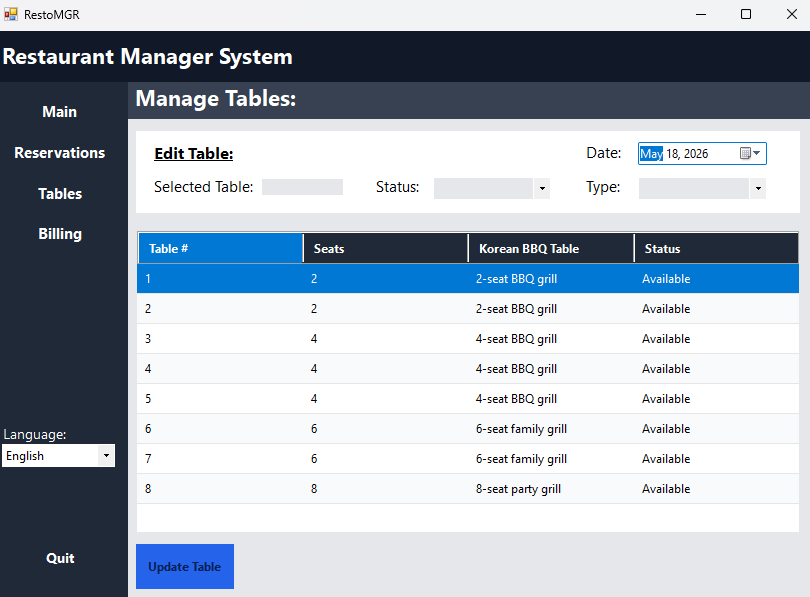 RestoMGR
Restaurant Manager System
Main
Reservations
Tables
Billing
Language:
English
Quit
Manage Tables:
Edit Table:
Date: May 18, 2026
Selected Table: Status: Type:
Table # Seats Korean BBQ Table Status
1 2 2-seat BBQ grill Available
2 2 2-seat BBQ grill Available
3 4 4-seat BBQ grill Available
4 4 4-seat BBQ grill Available
5 4 4-seat BBQ grill Available
6 6 6-seat family grill Available
7 6 6-seat family grill Available
8 8 8-seat party grill Available
Update Table